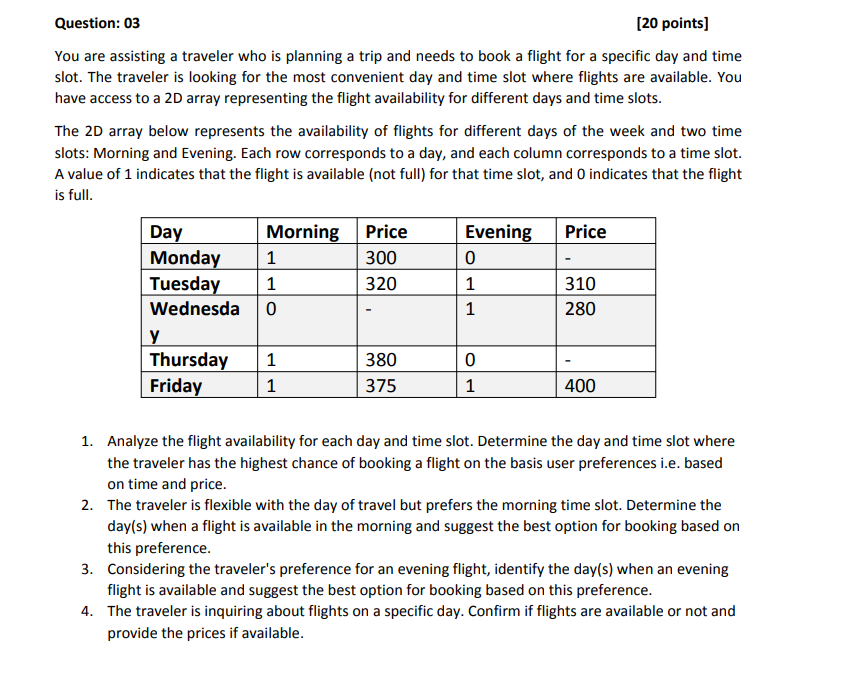 Question: 03 [20 points]
You are assisting a traveler who is planning a trip and needs to book a flight for a specific day and time
slot. The traveler is looking for the most convenient day and time slot where flights are available. You
have access to a 2D array representing the flight availability for different days and time slots.
The 2D array below represents the availability of flights for different days of the week and two time
slots: Morning and Evening. Each row corresponds to a day, and each column corresponds to a time slot.
A value of 1 indicates that the flight is available (not full) for that time slot, and 0 indicates that the flight
is full.
Day Morning Price Evening Price
Monday 1 300 0 -
Tuesday 1 320 1 310
Wednesda 0 - 1 280
y
Thursday 1 380 0 -
Friday 1 375 1 400
1. Analyze the flight availability for each day and time slot. Determine the day and time slot where
the traveler has the highest chance of booking a flight on the basis user preferences i.e. based
on time and price.
2. The traveler is flexible with the day of travel but prefers the morning time slot. Determine the
day(s) when a flight is available in the morning and suggest the best option for booking based on
this preference.
3. Considering the traveler's preference for an evening flight, identify the day(s) when an evening
flight is available and suggest the best option for booking based on this preference.
4. The traveler is inquiring about flights on a specific day. Confirm if flights are available or not and
provide the prices if available.